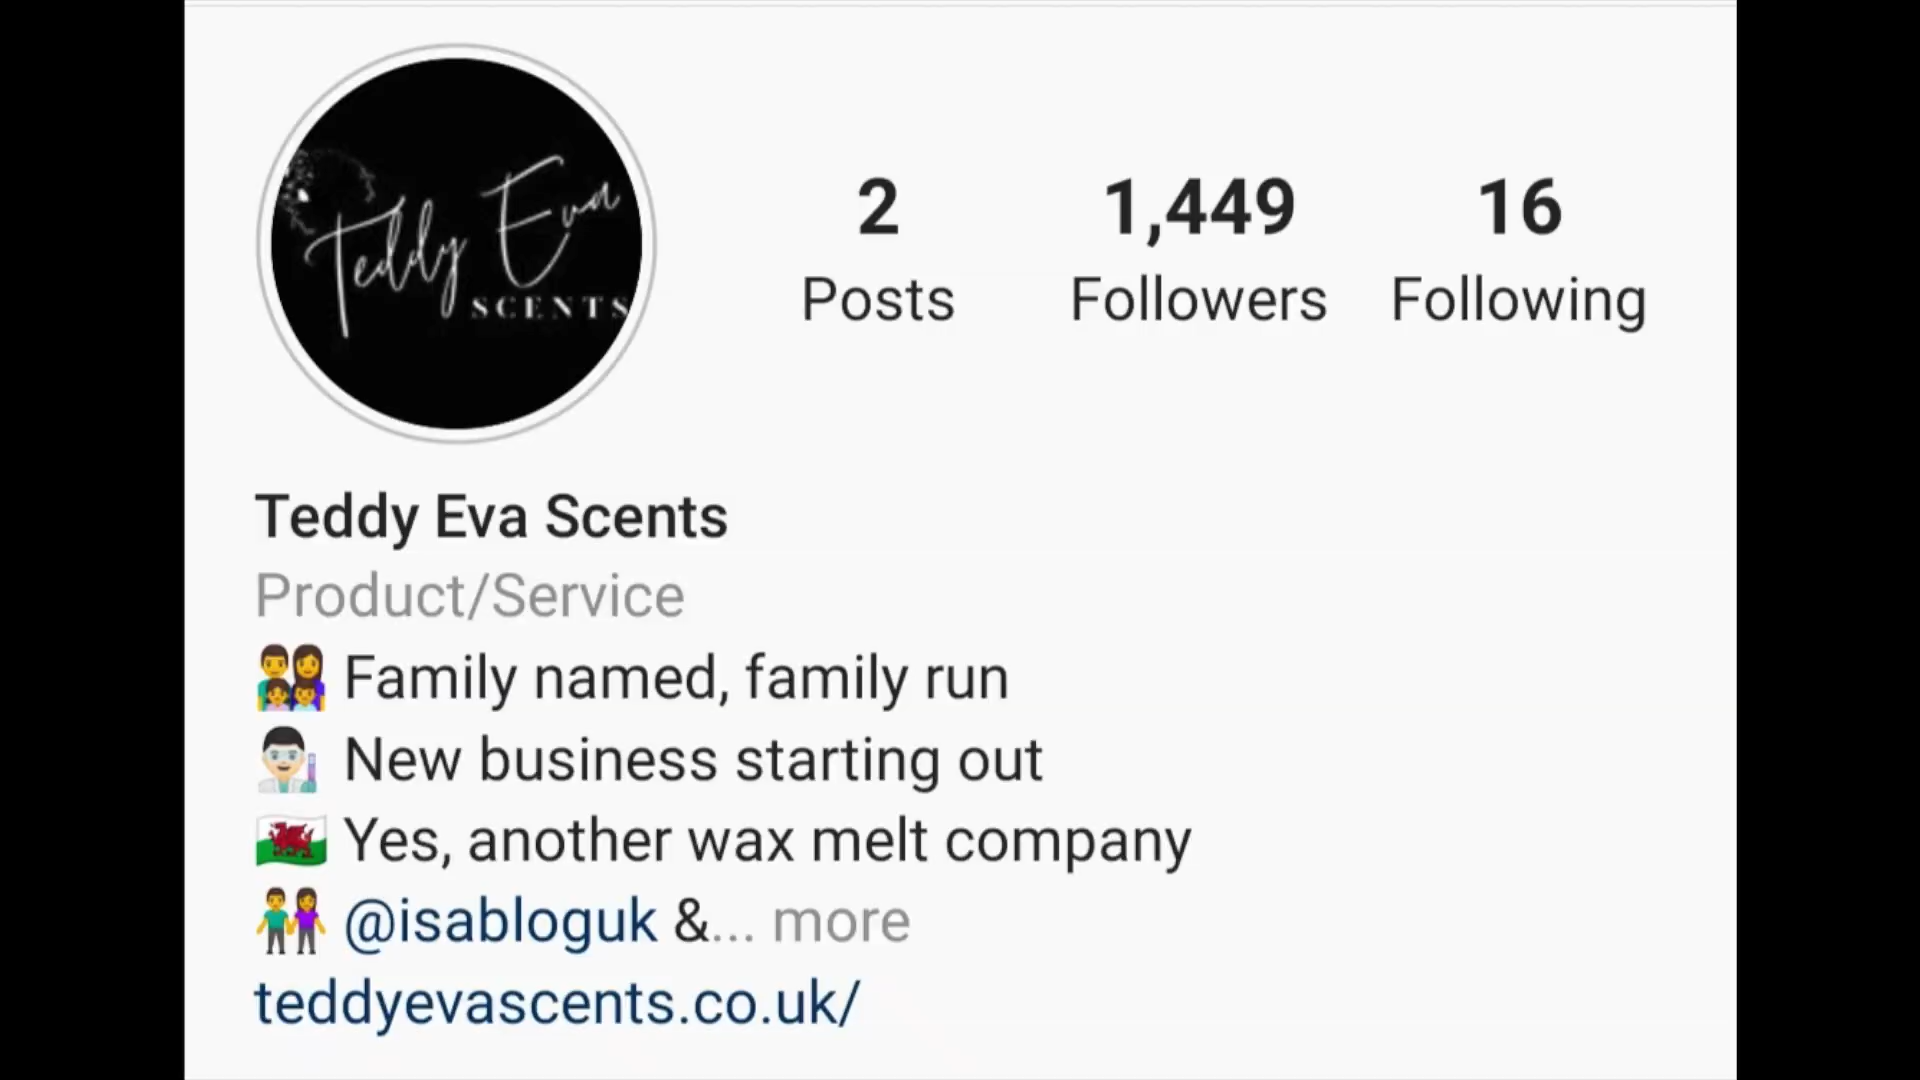 Teddy Eva
SCENTS
2
Posts
1,449
Followers
16
Following
Teddy Eva Scents
Product/Service
👨‍👩‍👧‍👦 Family named, family run
👨🏻‍🔬 New business starting out
🏴󠁧󠁢󠁷󠁬󠁳󠁿 Yes, another wax melt company
👫 @isabloguk &... more
teddyevascents.co.uk/